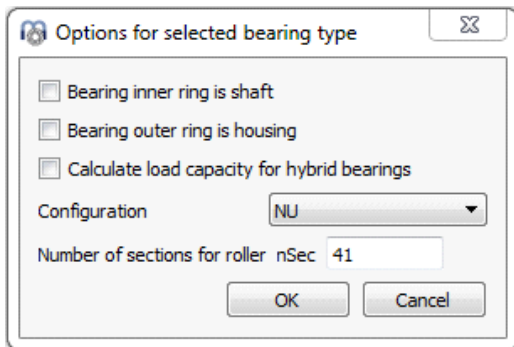 Options for selected bearing type
Bearing inner ring is shaft
Bearing outer ring is housing
Calculate load capacity for hybrid bearings
Configuration NU
Number of sections for roller nSec 41
OK Cancel